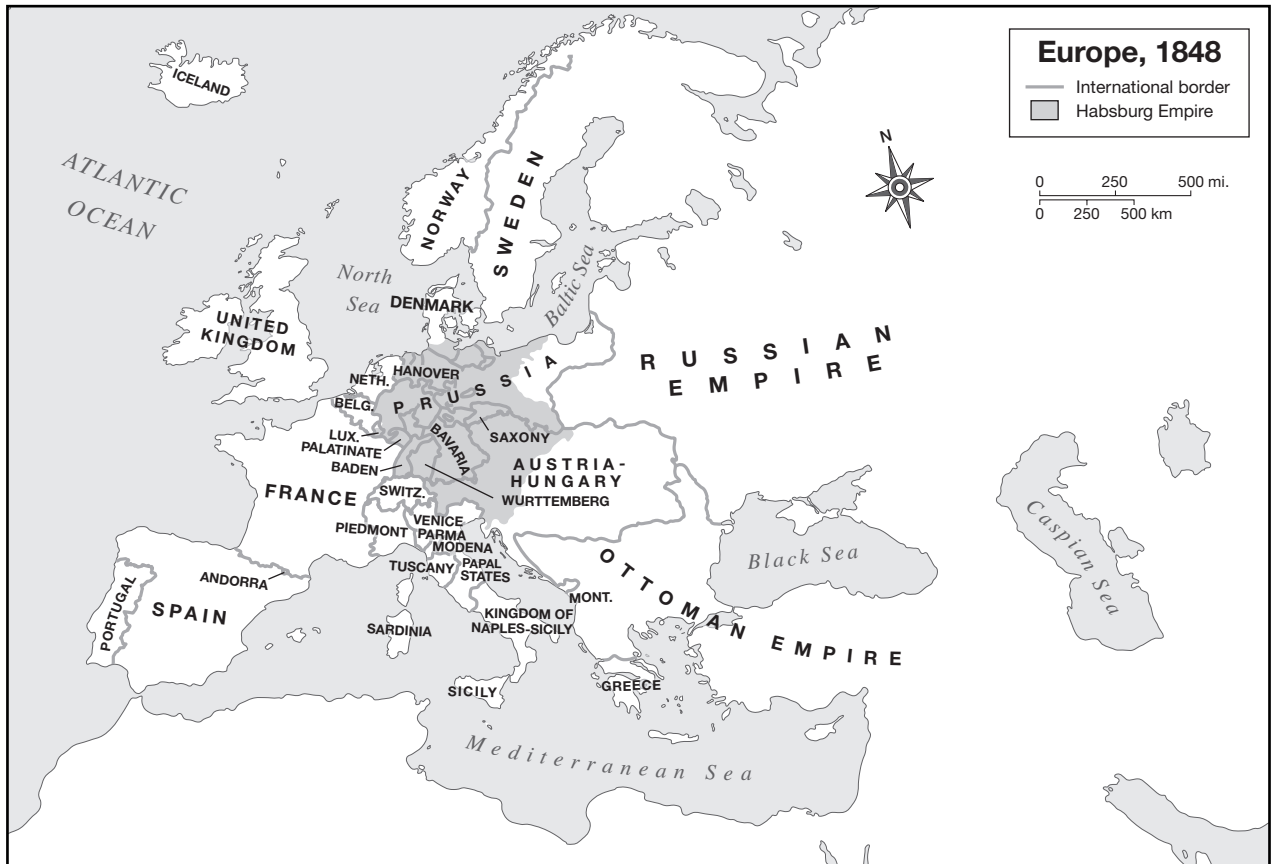 Europe, 1848
International border
Habsburg Empire
N
0 250 500 mi.
0 250 500 km
ICELAND
ATLANTIC
OCEAN
NORWAY
SWEDEN
North
Sea
Baltic Sea
DENMARK
UNITED
KINGDOM
RUSSIAN
EMPIRE
HANOVER
NETH.
PRUSSIA
BELG.
LUX.
PALATINATE
BADEN
BAVARIA
SAXONY
AUSTRIA-
HUNGARY
WURTTEMBERG
FRANCE
SWITZ.
PIEDMONT
VENICE
PARMA
MODENA
TUSCANY
PAPAL
STATES
ANDORRA
PORTUGAL
SPAIN
SARDINIA
KINGDOM OF
NAPLES-SICILY
MONT.
OTTOMAN EMPIRE
SICILY
GREECE
Black Sea
Caspian Sea
Mediterranean Sea